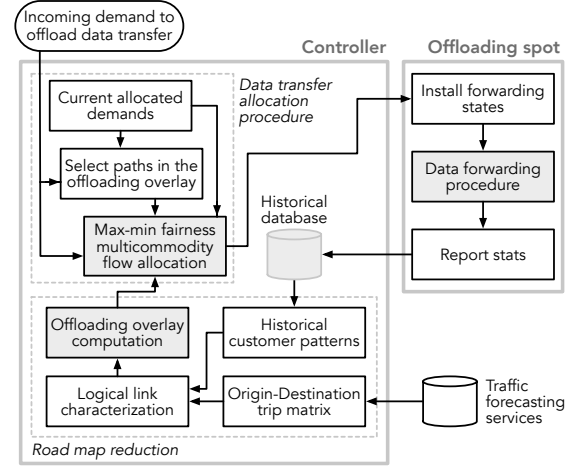 Incoming demand to
offload data transfer
Controller
Offloading spot
Current allocated
demands
Data transfer
allocation
procedure
Install forwarding
states
Select paths in the
offloading overlay
Data forwarding
procedure
Max-min fairness
multicommodity
flow allocation
Historical
database
Report stats
Offloading overlay
computation
Historical
customer patterns
Logical link
characterization
Origin-Destination
trip matrix
Traffic
forecasting
services
Road map reduction